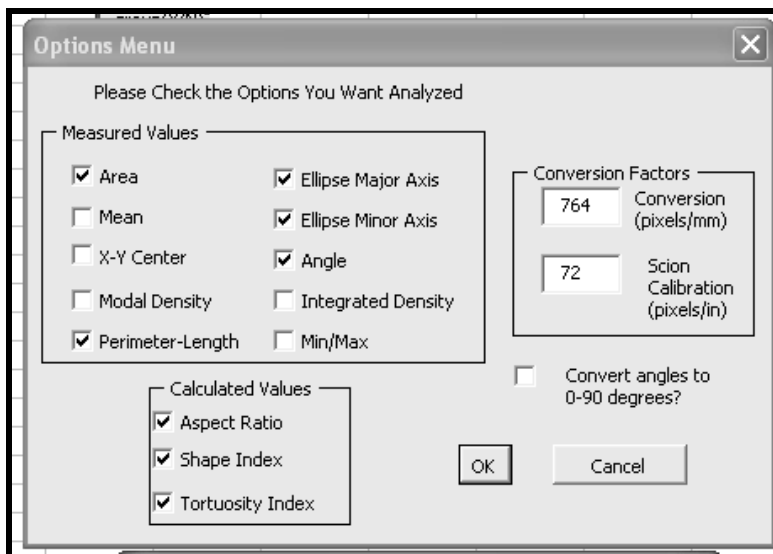 Options Menu
Please Check the Options You Want Analyzed
Measured Values
Area
Mean
X-Y Center
Modal Density
Perimeter-Length
Ellipse Major Axis
Ellipse Minor Axis
Angle
Integrated Density
Min/Max
Conversion Factors
764
Conversion
(pixels/mm)
72
Scion
Calibration
(pixels/in)
Convert angles to
0-90 degrees?
Calculated Values
Aspect Ratio
Shape Index
Tortuosity Index
OK
Cancel